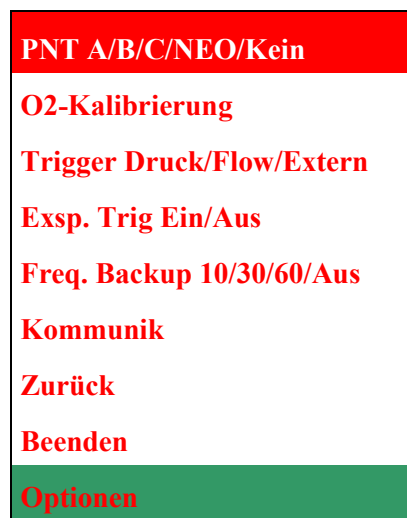 PNT A/B/C/NEO/Kein
O2-Kalibrierung
Trigger Druck/Flow/Extern
Exsp. Trig Ein/Aus
Freq. Backup 10/30/60/Aus
Kommunik
Zurück
Beenden
Optionen